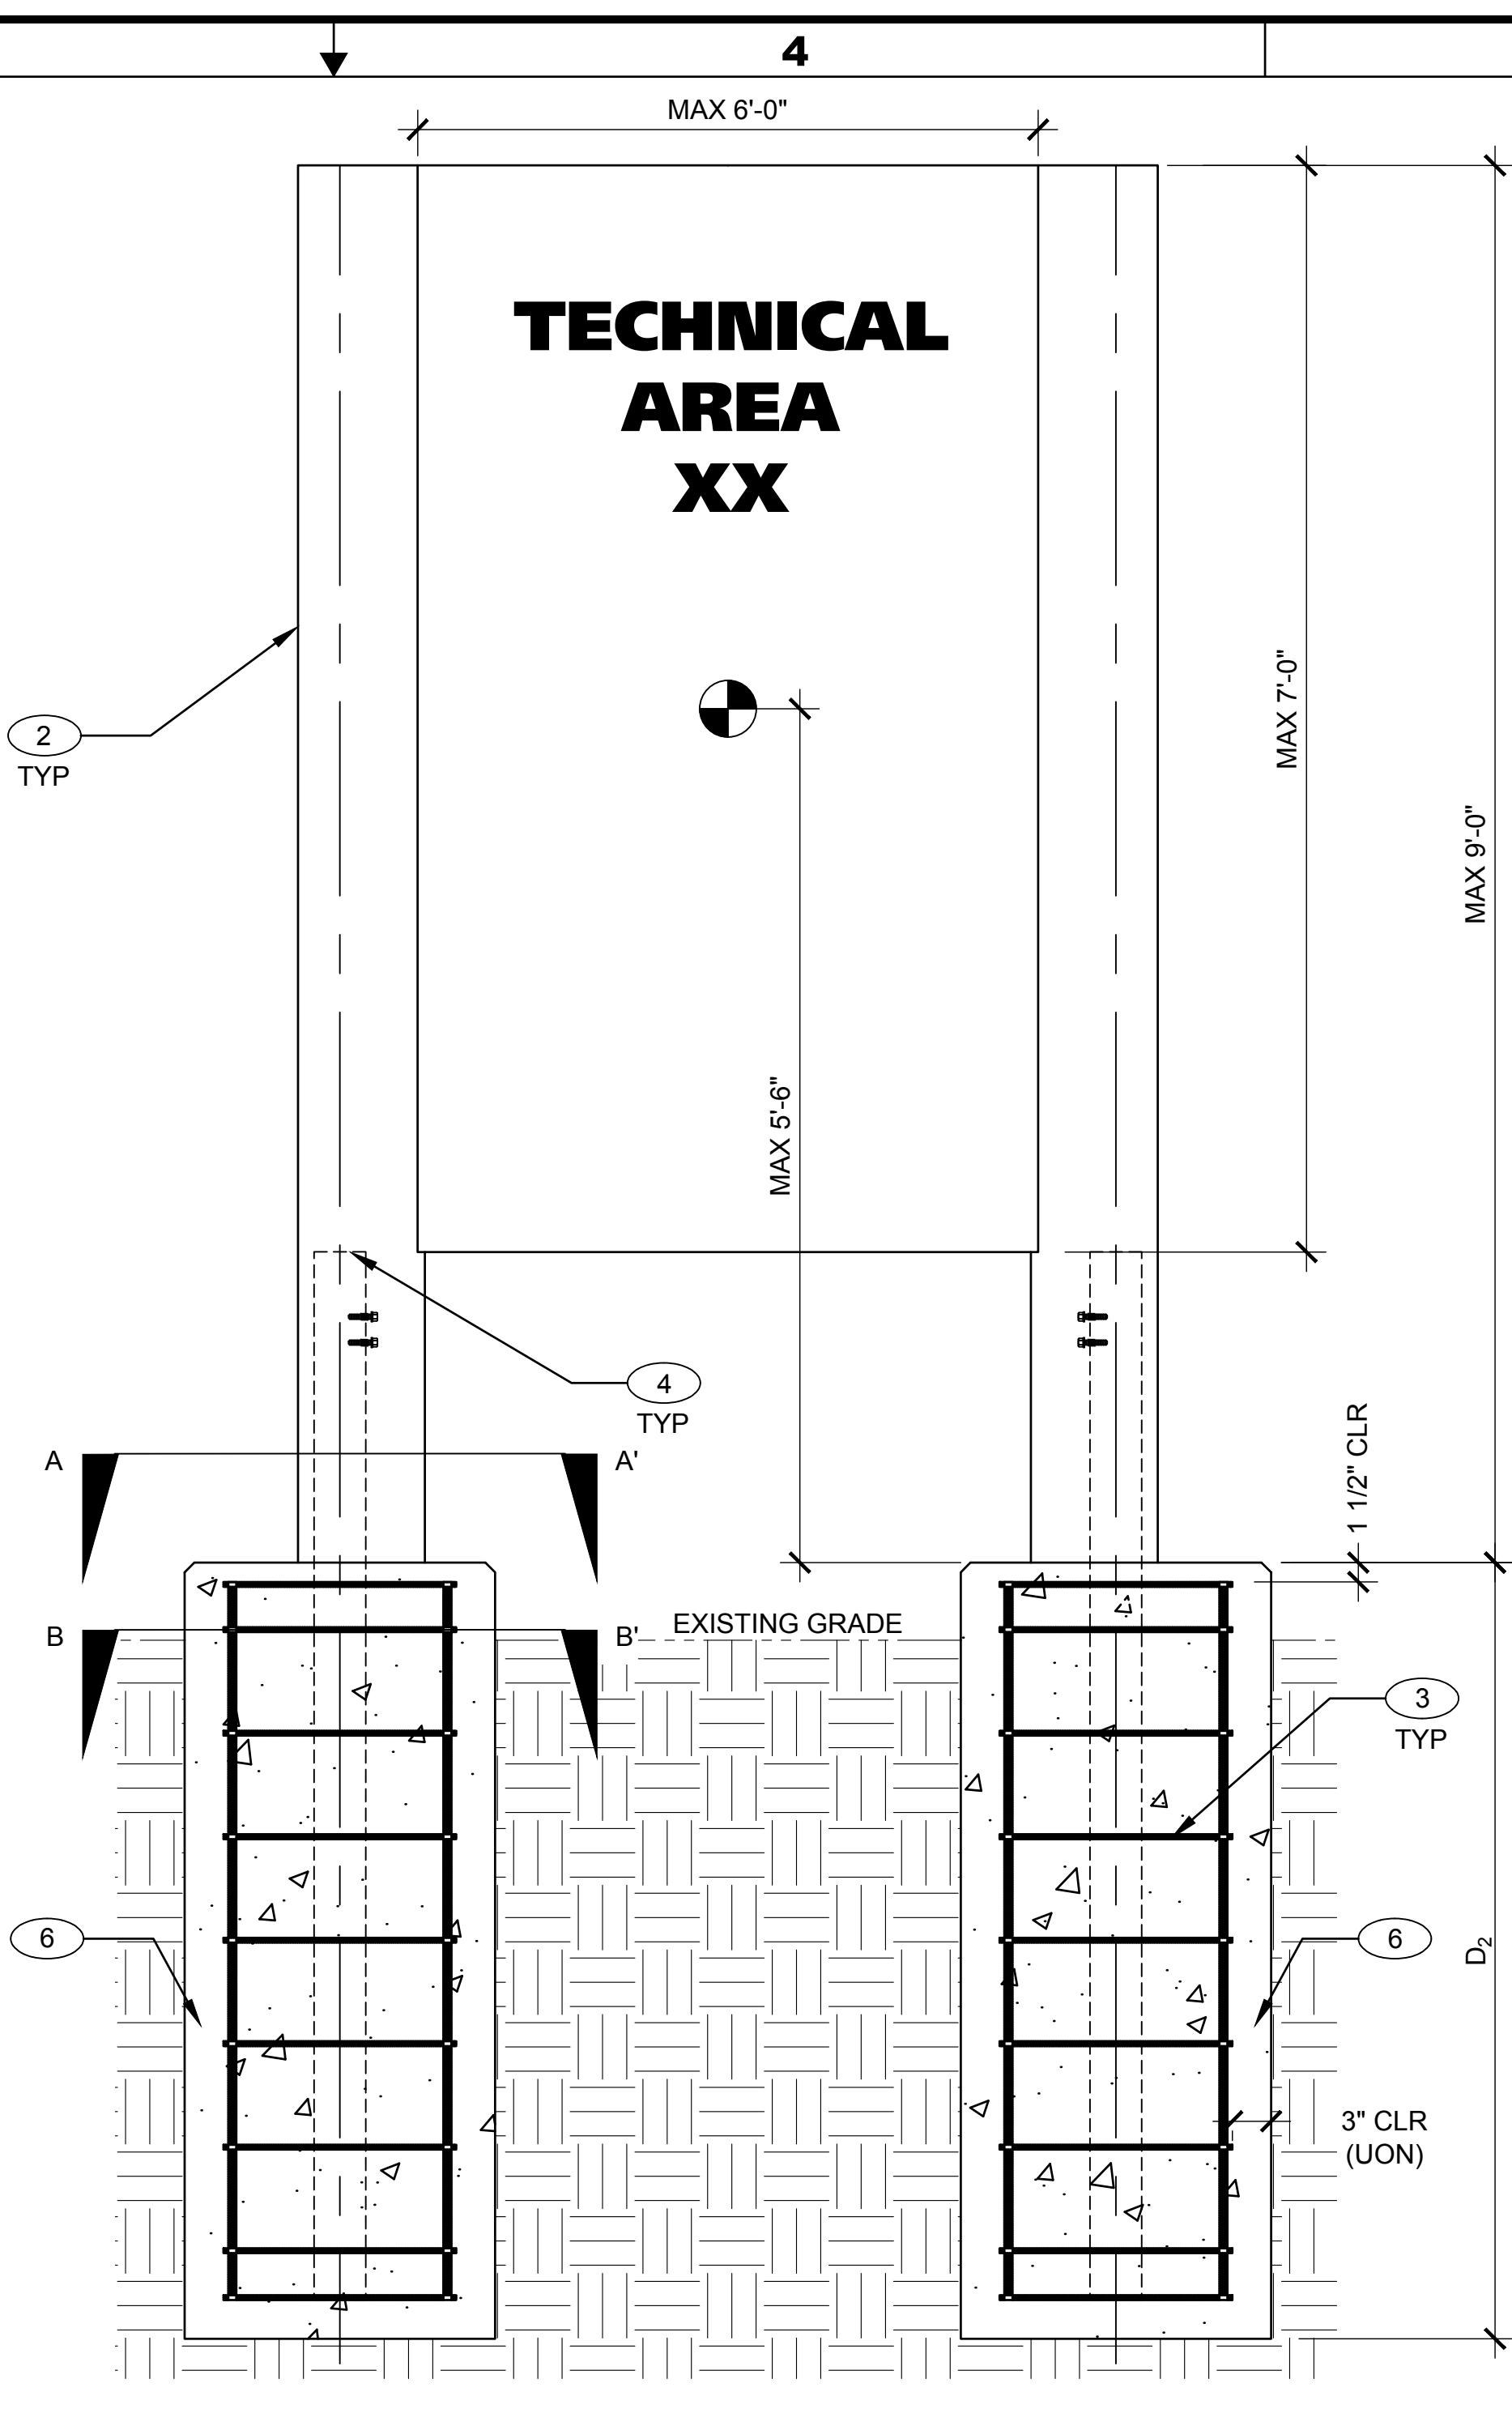 4
MAX 6'-0"
TECHNICAL
AREA
XX
MAX 7'-0"
2
TYP
MAX 9'-0"
MAX 5'-6"
4
TYP
1 1/2" CLR
A
A'
B
B'
EXISTING GRADE
3
TYP
6
6
D₂
3" CLR
(UON)